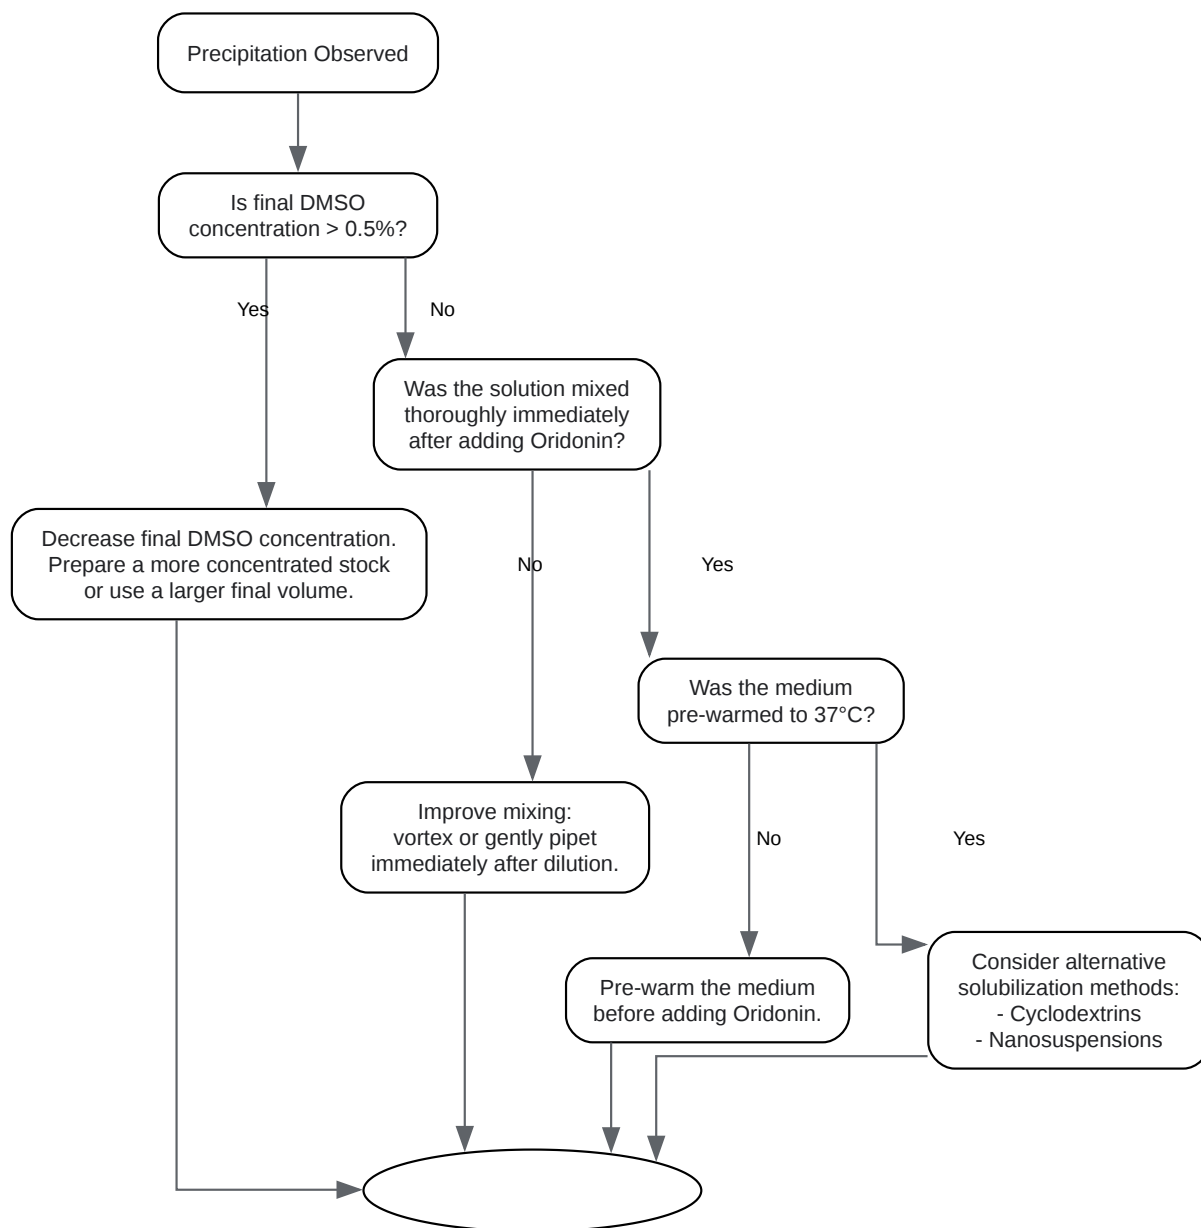 Precipitation Observed
Is final DMSO
concentration > 0.5%?
Yes
No
Was the solution mixed
thoroughly immediately
after adding Oridonin?
Decrease final DMSO concentration.
Prepare a more concentrated stock
or use a larger final volume.
No
Yes
Was the medium
pre-warmed to 37°C?
Improve mixing:
vortex or gently pipet
immediately after dilution.
No
Yes
Consider alternative
solubilization methods:
- Cyclodextrins
- Nanosuspensions
Pre-warm the medium
before adding Oridonin.